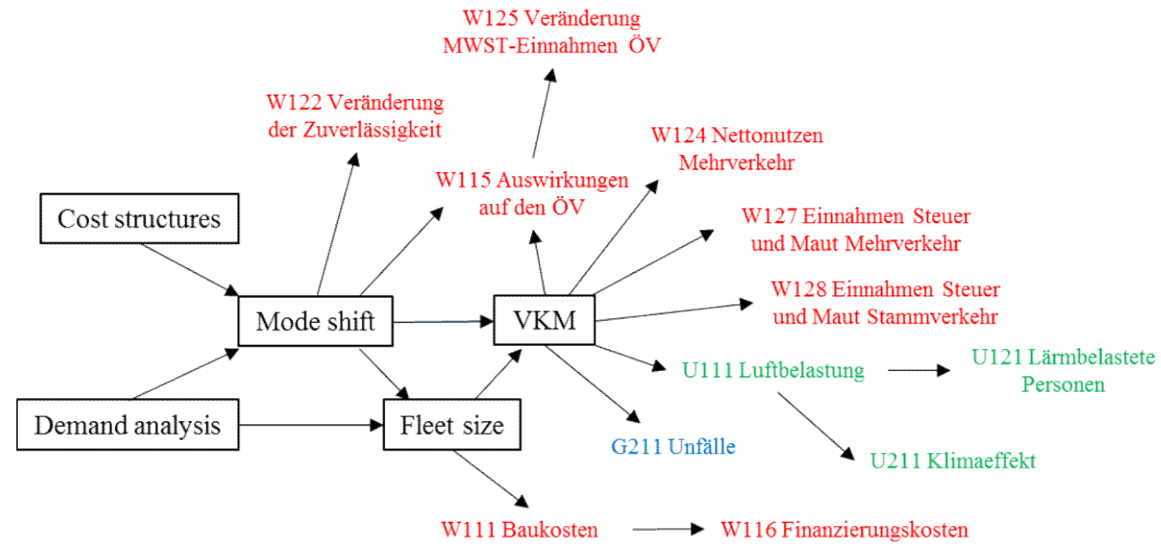 W125 Veränderung
MWST-Einnahmen ÖV
W122 Veränderung
der Zuverlässigkeit
W124 Nettonutzen
Mehrverkehr
W115 Auswirkungen
auf den ÖV
Cost structures
W127 Einnahmen Steuer
und Maut Mehrverkehr
W128 Einnahmen Steuer
und Maut Stammverkehr
Mode shift
VKM
U111 Luftbelastung
U121 Lärmbelastete
Personen
Demand analysis
Fleet size
G211 Unfälle
U211 Klimaeffekt
W111 Baukosten
W116 Finanzierungskosten